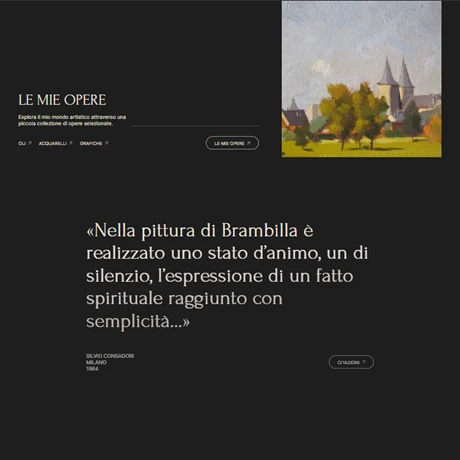 LE MIE OPERE
Esplora il mio mondo artistico attraverso una
piccola collezione di opere selezionate.
OLI ↗ ACQUARELLI ↗ GRAFICHE ↗
LE MIE OPERE ↗
«Nella pittura di Brambilla è
realizzato uno stato d’animo, un di
silenzio, l’espressione di un fatto
spirituale raggiunto con
semplicità...»
SILVIO CONSADORI
MILANO
1964
CITAZIONI ↗